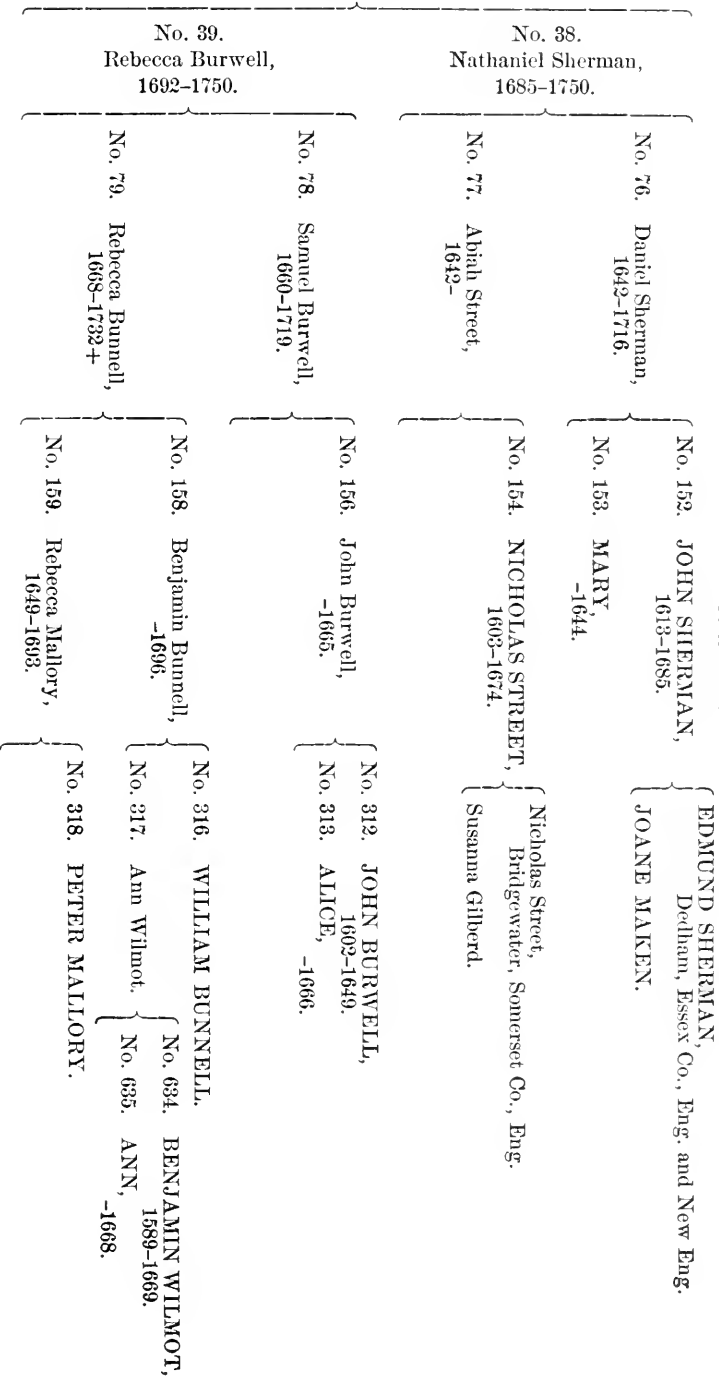 No. 39.
Rebecca Burwell,
1692–1750.
No. 38.
Nathaniel Sherman,
1685–1750.
No. 79. Rebecca Bunnell,
1668–1732+
No. 78. Samuel Burwell,
1660–1719.
No. 77. Abiah Street,
1642–
No. 76. Daniel Sherman,
1642–1716.
No. 159. Rebecca Mallory,
1649–1693.
No. 158. Benjamin Bunnell,
–1696.
No. 156. John Burwell,
–1665.
No. 154. NICHOLAS STREET,
1603–1674.
No. 153. MARY,
–1644.
No. 152. JOHN SHERMAN,
1613–1685.
No. 318. PETER MALLORY.
No. 317. Ann Wilmot.
No. 316. WILLIAM BUNNELL.
No. 635. ANN,
–1668.
No. 634. BENJAMIN WILMOT,
1589–1669.
No. 313. ALICE,
–1666.
No. 312. JOHN BURWELL,
1602–1649.
Susanna Gilberd.
Nicholas Street,
Bridgewater, Somerset Co., Eng.
JOANE MAKEN.
EDMUND SHERMAN,
Dedham, Essex Co., Eng. and New Eng.